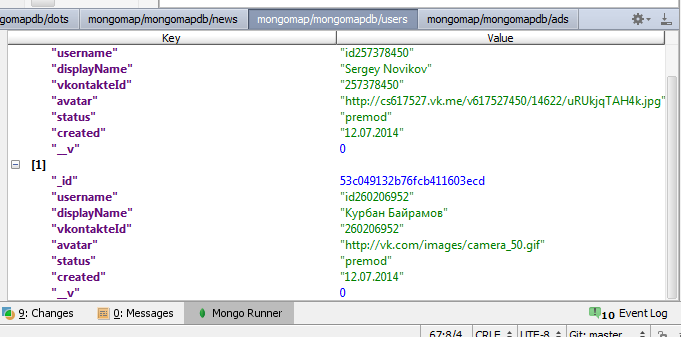 mongomapdb/dots mongomap/mongomapdb/news mongomap/mongomapdb/users mongomap/mongomapdb/ads
Key Value
"username" "id257378450"
"displayName" "Sergey Novikov"
"vkontakteId" "257378450"
"avatar" "http://cs617527.vk.me/v617527450/14622/uRUkjqTAH4k.jpg"
"status" "premod"
"created" "12.07.2014"
"__v" 0
[1]
"_id" 53c049132b76fcb411603ecd
"username" "id260206952"
"displayName" "Курбан Байрамов"
"vkontakteId" "260206952"
"avatar" "http://vk.com/images/camera_50.gif"
"status" "premod"
"created" "12.07.2014"
"__v" 0
9: Changes 0: Messages Mongo Runner 10 Event Log
67:8/4 CRLF UTF-8 Git: master